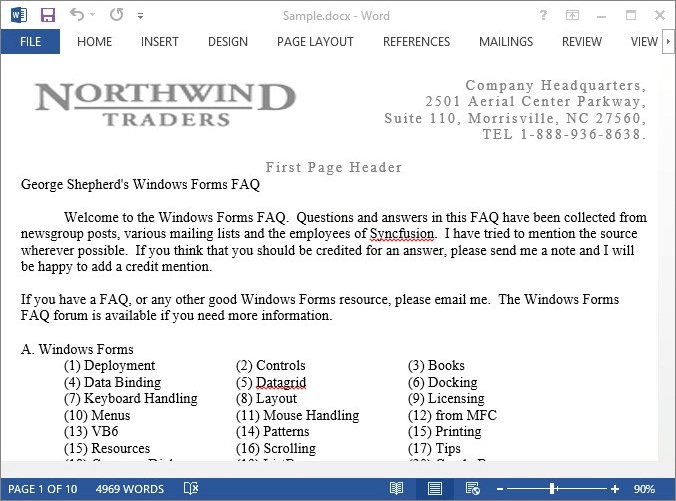 Sample.docx - Word
?
FILE HOME INSERT DESIGN PAGE LAYOUT REFERENCES MAILINGS REVIEW VIEW
NORTHWIND
TRADERS
Company Headquarters,
2501 Aerial Center Parkway,
Suite 110, Morrisville, NC 27560,
TEL 1-888-936-8638.
First Page Header
George Shepherd's Windows Forms FAQ
Welcome to the Windows Forms FAQ. Questions and answers in this FAQ have been collected from
newsgroup posts, various mailing lists and the employees of Syncfusion. I have tried to mention the source
wherever possible. If you think that you should be credited for an answer, please send me a note and I will
be happy to add a credit mention.
If you have a FAQ, or any other good Windows Forms resource, please email me. The Windows Forms
FAQ forum is available if you need more information.
A. Windows Forms
(1) Deployment (2) Controls (3) Books
(4) Data Binding (5) Datagrid (6) Docking
(7) Keyboard Handling (8) Layout (9) Licensing
(10) Menus (11) Mouse Handling (12) from MFC
(13) VB6 (14) Patterns (15) Printing
(15) Resources (16) Scrolling (17) Tips
PAGE 1 OF 10 4969 WORDS 90%